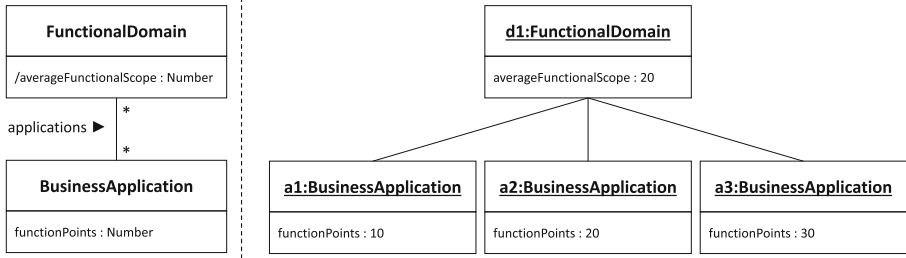 FunctionalDomain
/averageFunctionalScope : Number
*
applications ►
*
BusinessApplication
functionPoints : Number
d1:FunctionalDomain
averageFunctionalScope : 20
a1:BusinessApplication
functionPoints : 10
a2:BusinessApplication
functionPoints : 20
a3:BusinessApplication
functionPoints : 30